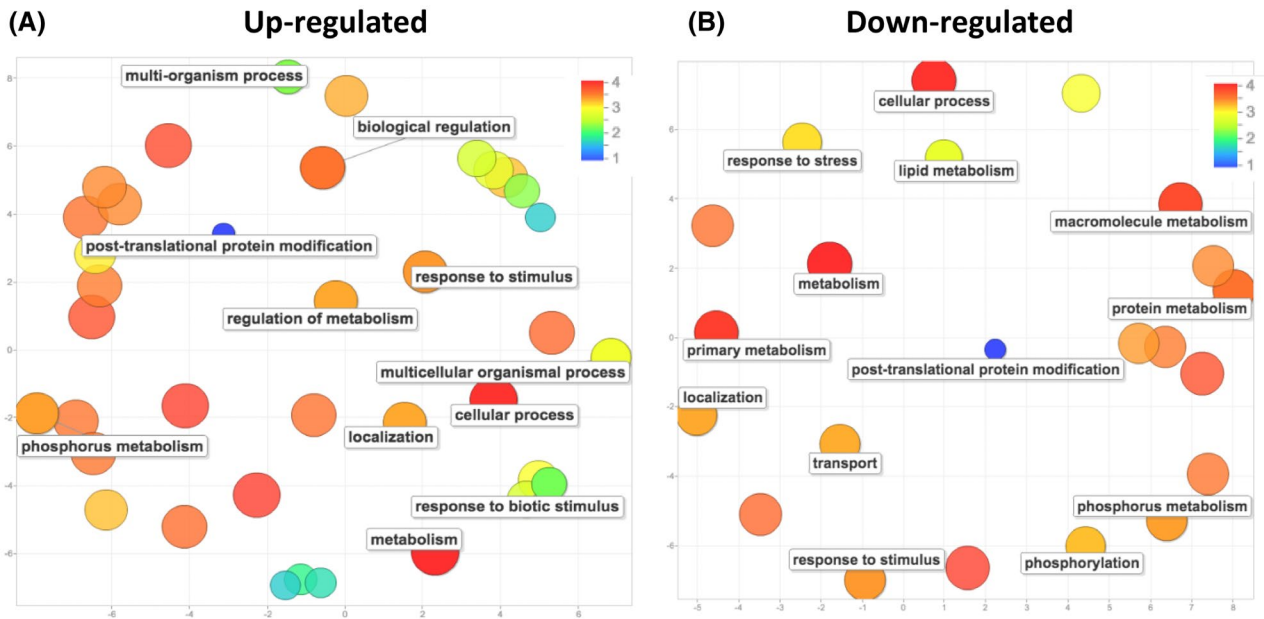 (A) Up-regulated
(B) Down-regulated
multi-organism process
biological regulation
post-translational protein modification
response to stimulus
regulation of metabolism
multicellular organismal process
cellular process
localization
phosphorus metabolism
response to biotic stimulus
metabolism
8
6
4
2
0
-2
-4
-6
-6
-4
-2
0
2
4
6
4
3
2
1
cellular process
response to stress
lipid metabolism
macromolecule metabolism
metabolism
protein metabolism
primary metabolism
post-translational protein modification
localization
transport
phosphorus metabolism
response to stimulus
phosphorylation
6
4
2
0
-2
-4
-6
-5
-4
-3
-2
-1
0
1
2
3
4
5
6
7
8
4
3
2
1